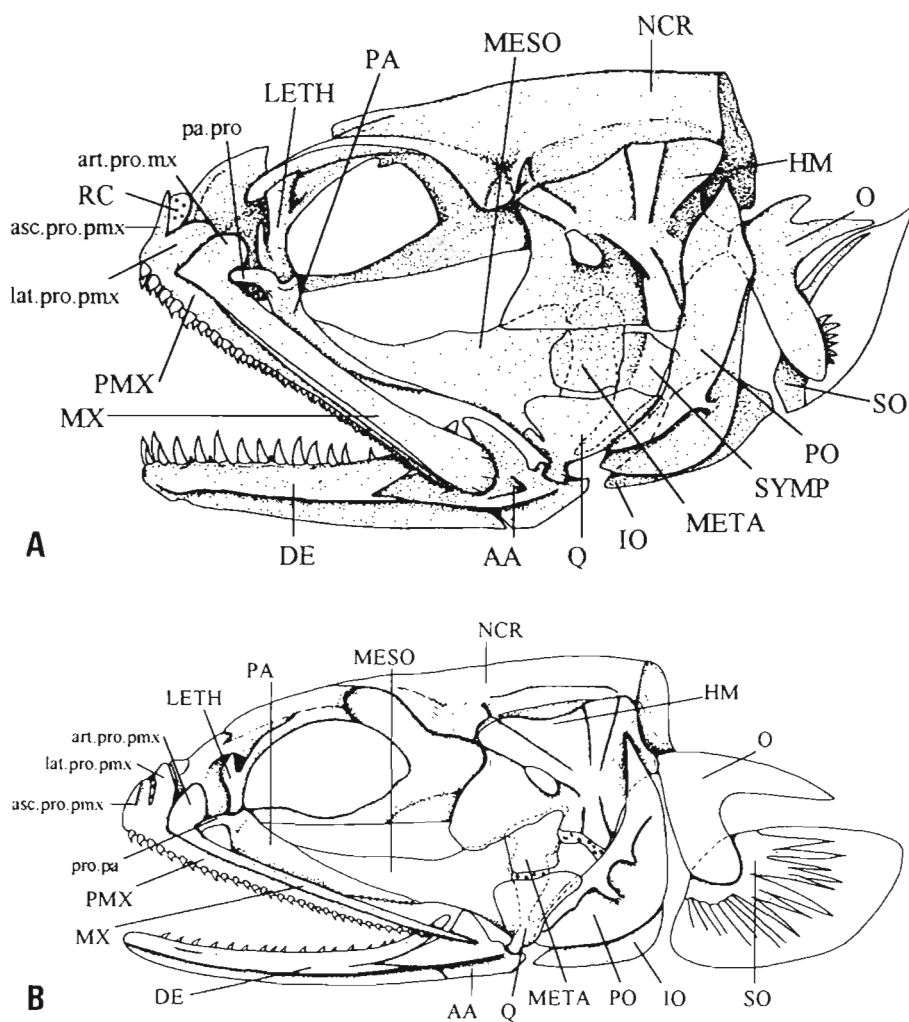 NCR
MESO
PA
LETH
pa.pro
art.pro.mx
HM
RC
O
asc.pro.pmx
lat.pro.pmx
PMX
SO
MX
PO
SYMP
META
IO
A
DE
AA
Q
NCR
MESO
PA
LETH
HM
art.pro.pmx
O
lat.pro.pmx
asc.pro.pmx
pro.pa
PMX
MX
DE
AA
Q
META
PO
IO
SO
B